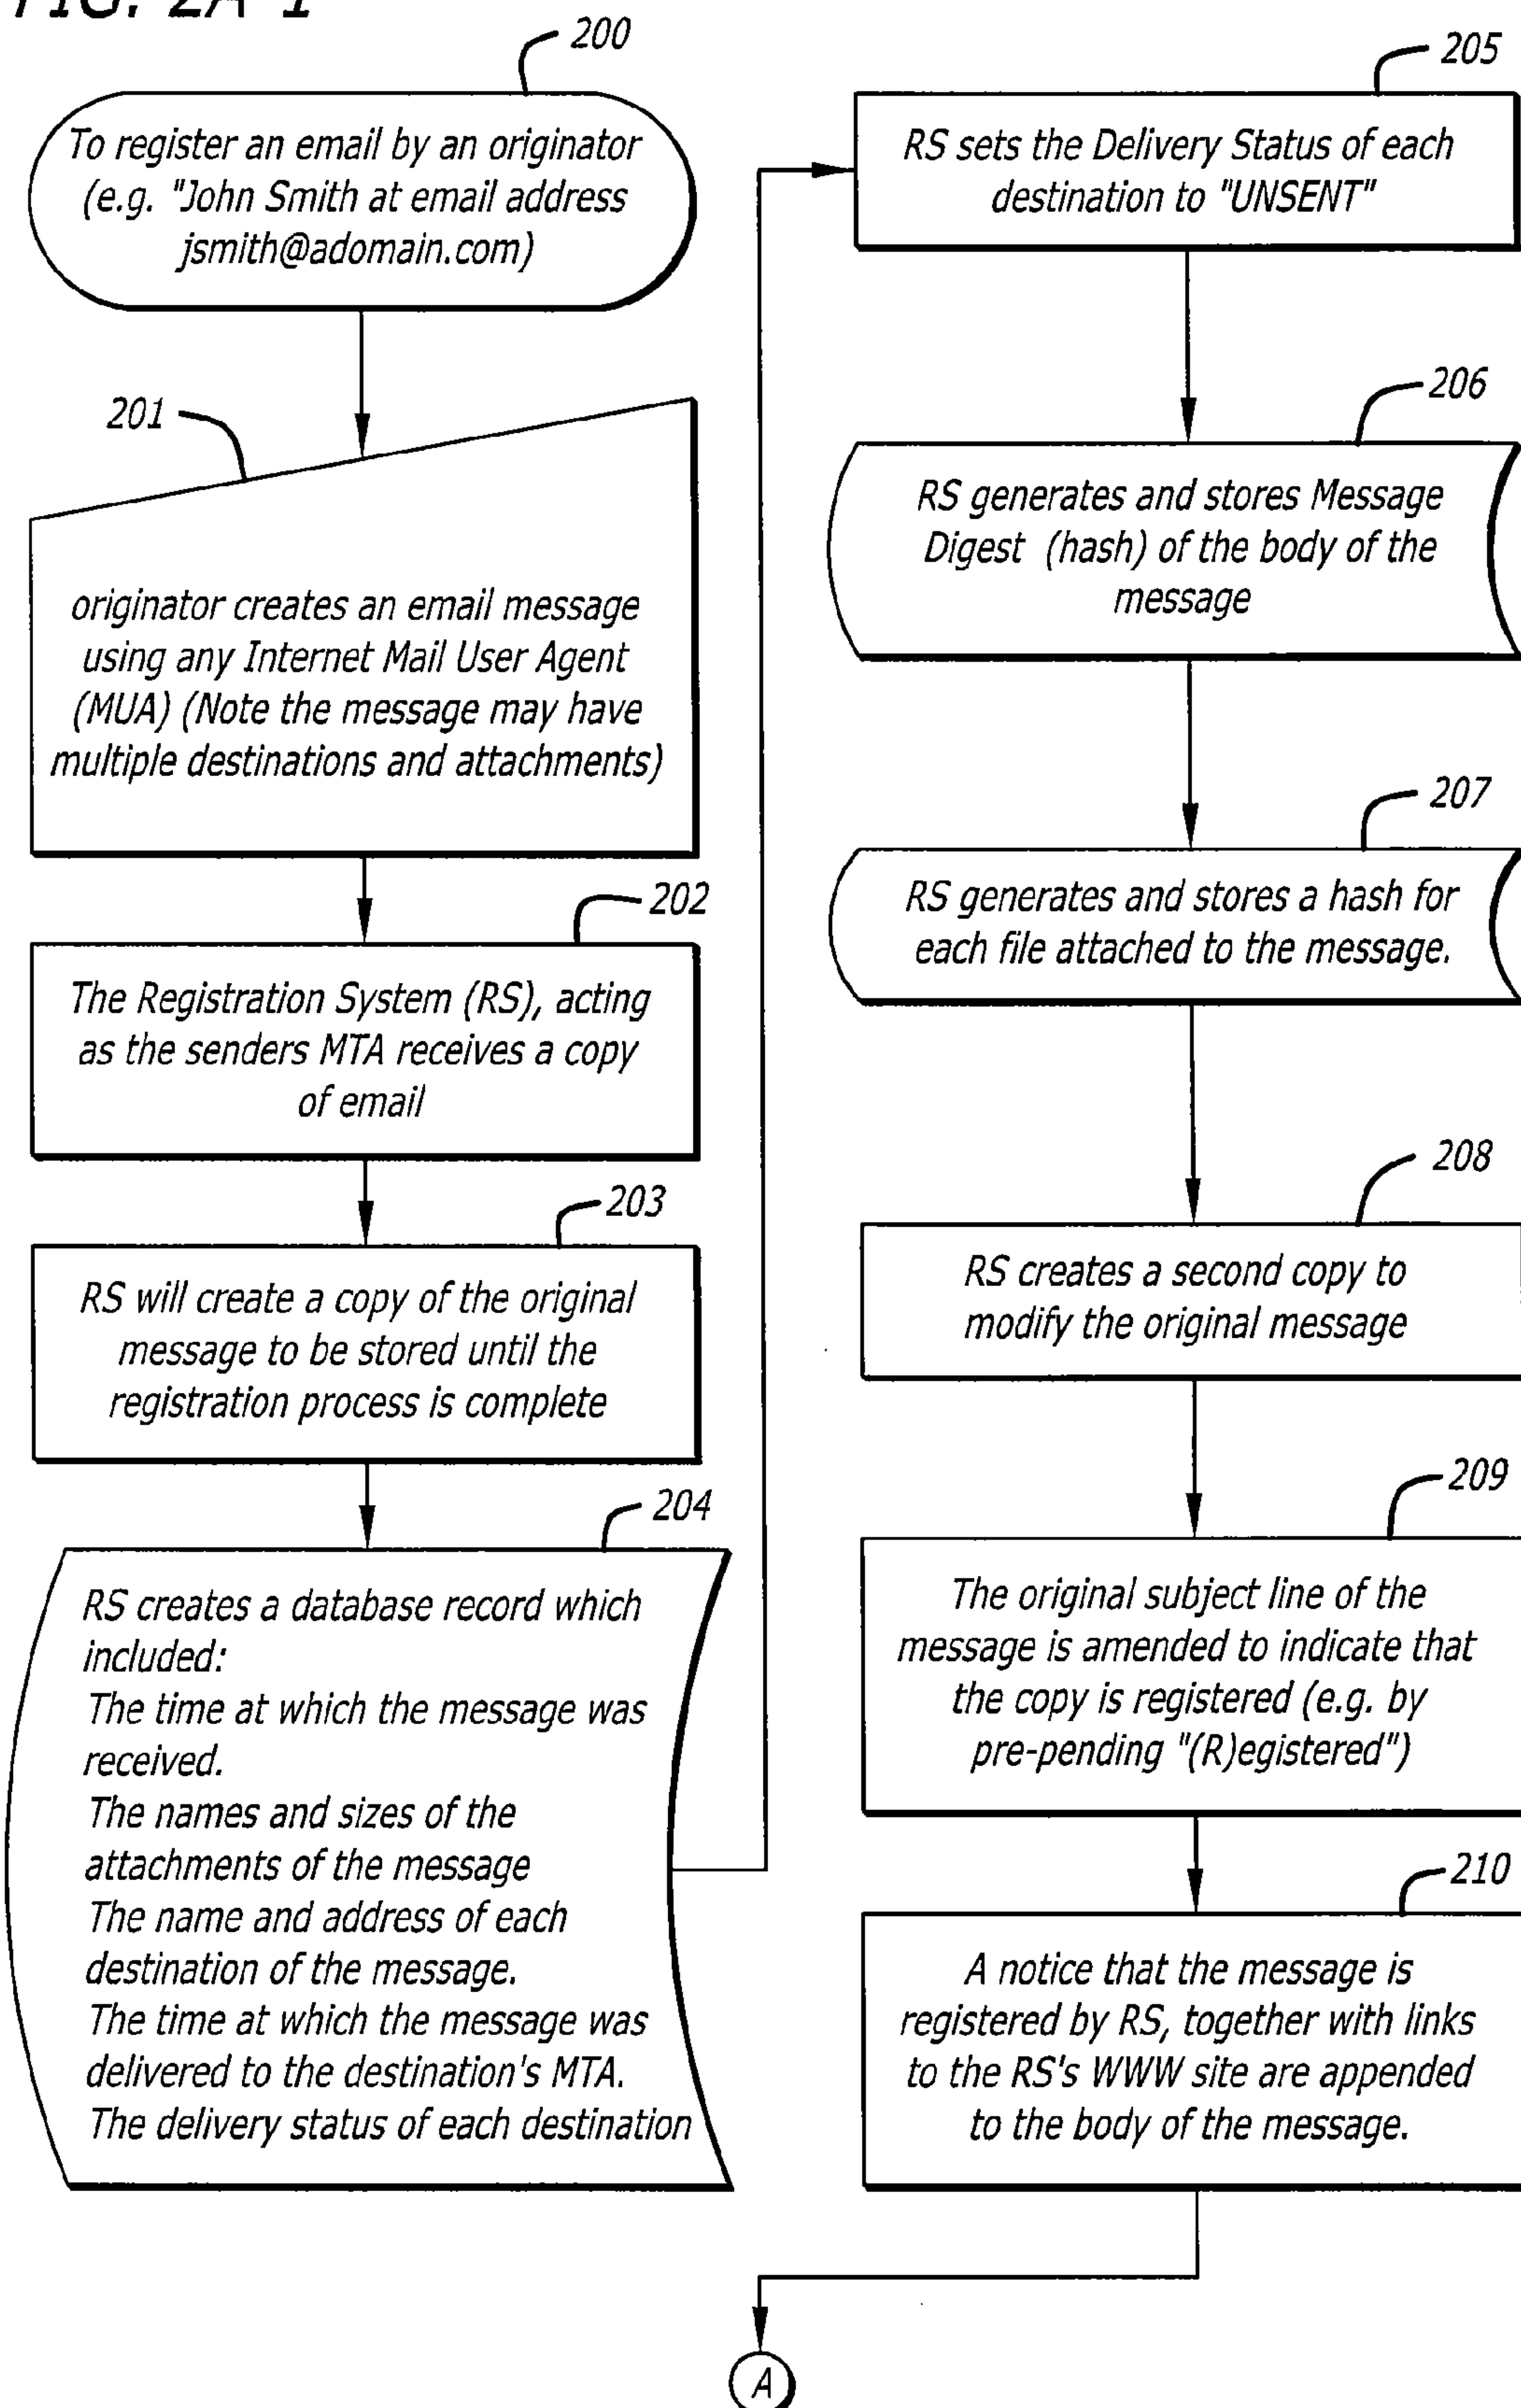 FIG. 2A-1
200
To register an email by an originator
(e.g. "John Smith at email address
jsmith@adomain.com)
201
originator creates an email message
using any Internet Mail User Agent
(MUA) (Note the message may have
multiple destinations and attachments)
202
The Registration System (RS), acting
as the senders MTA receives a copy
of email
203
RS will create a copy of the original
message to be stored until the
registration process is complete
204
RS creates a database record which
included:
The time at which the message was
received.
The names and sizes of the
attachments of the message
The name and address of each
destination of the message.
The time at which the message was
delivered to the destination's MTA.
The delivery status of each destination
205
RS sets the Delivery Status of each
destination to "UNSENT"
206
RS generates and stores Message
Digest (hash) of the body of the
message
207
RS generates and stores a hash for
each file attached to the message.
208
RS creates a second copy to
modify the original message
209
The original subject line of the
message is amended to indicate that
the copy is registered (e.g. by
pre-pending "(R)egistered")
210
A notice that the message is
registered by RS, together with links
to the RS's WWW site are appended
to the body of the message.
A